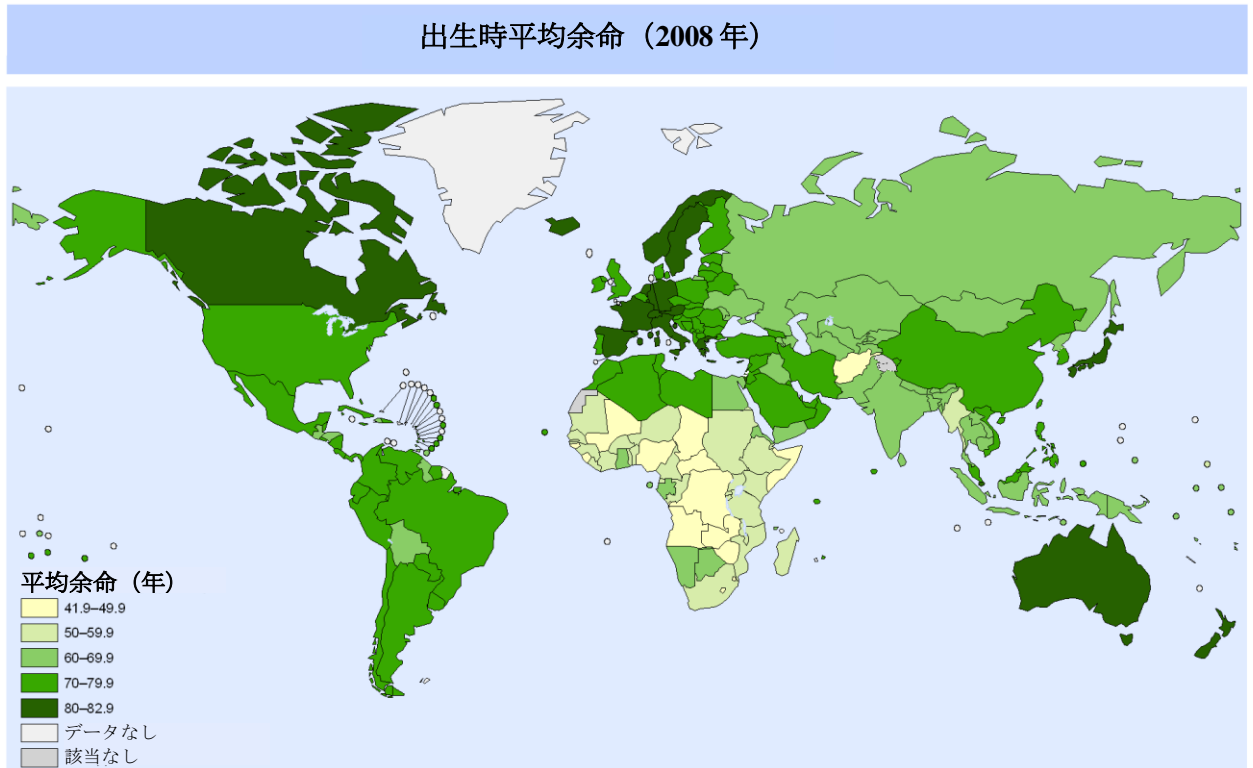 出生時平均余命（2008 年）
平均余命（年）
41.9–49.9
50–59.9
60–69.9
70–79.9
80–82.9
データなし
該当なし